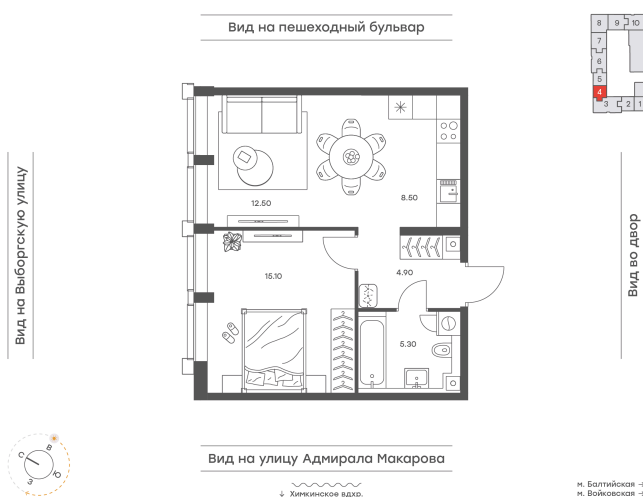 Вид на пешеходный бульвар
8 9 10
7
6
5
4
3 2 1
12.50
8.50
Вид на Выборгскую улицу
Вид во двор
15.10
4.90
5.30
Вид на улицу Адмирала Макарова
С В
З Ю
↓ Химкинское вдхр.
м. Балтийская
м. Войковская